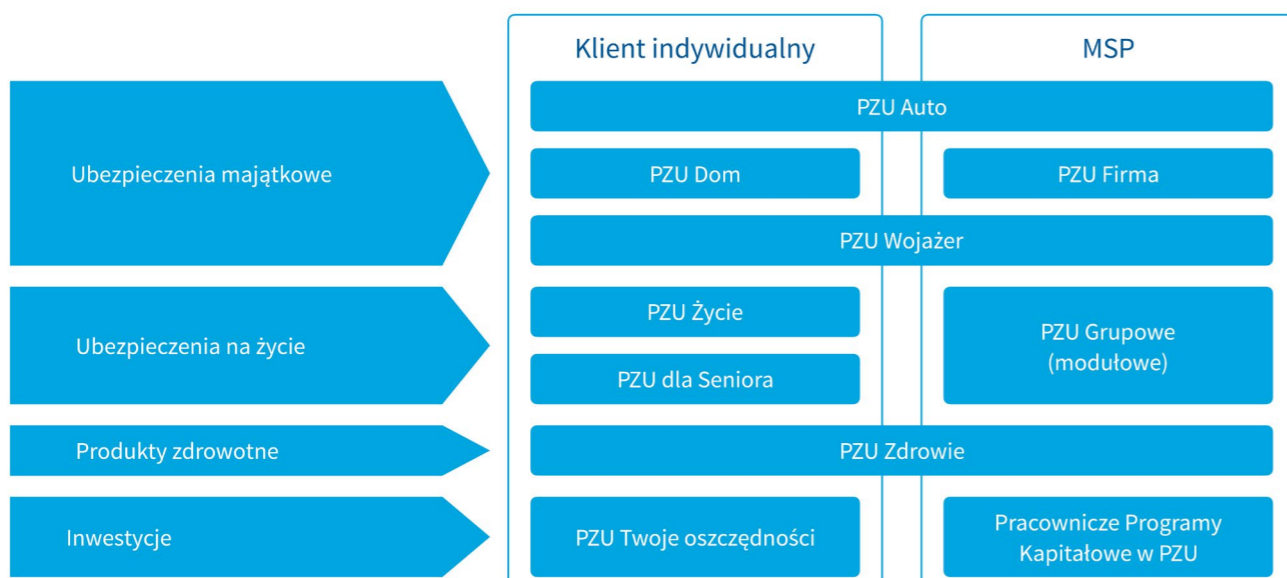 Klient indywidualny
MSP
Ubezpieczenia majątkowe
PZU Auto
PZU Dom
PZU Firma
PZU Wojażer
Ubezpieczenia na życie
PZU Życie
PZU dla Seniora
PZU Grupowe
(modułowe)
Produkty zdrowotne
PZU Zdrowie
Inwestycje
PZU Twoje oszczędności
Pracownicze Programy
Kapitałowe w PZU